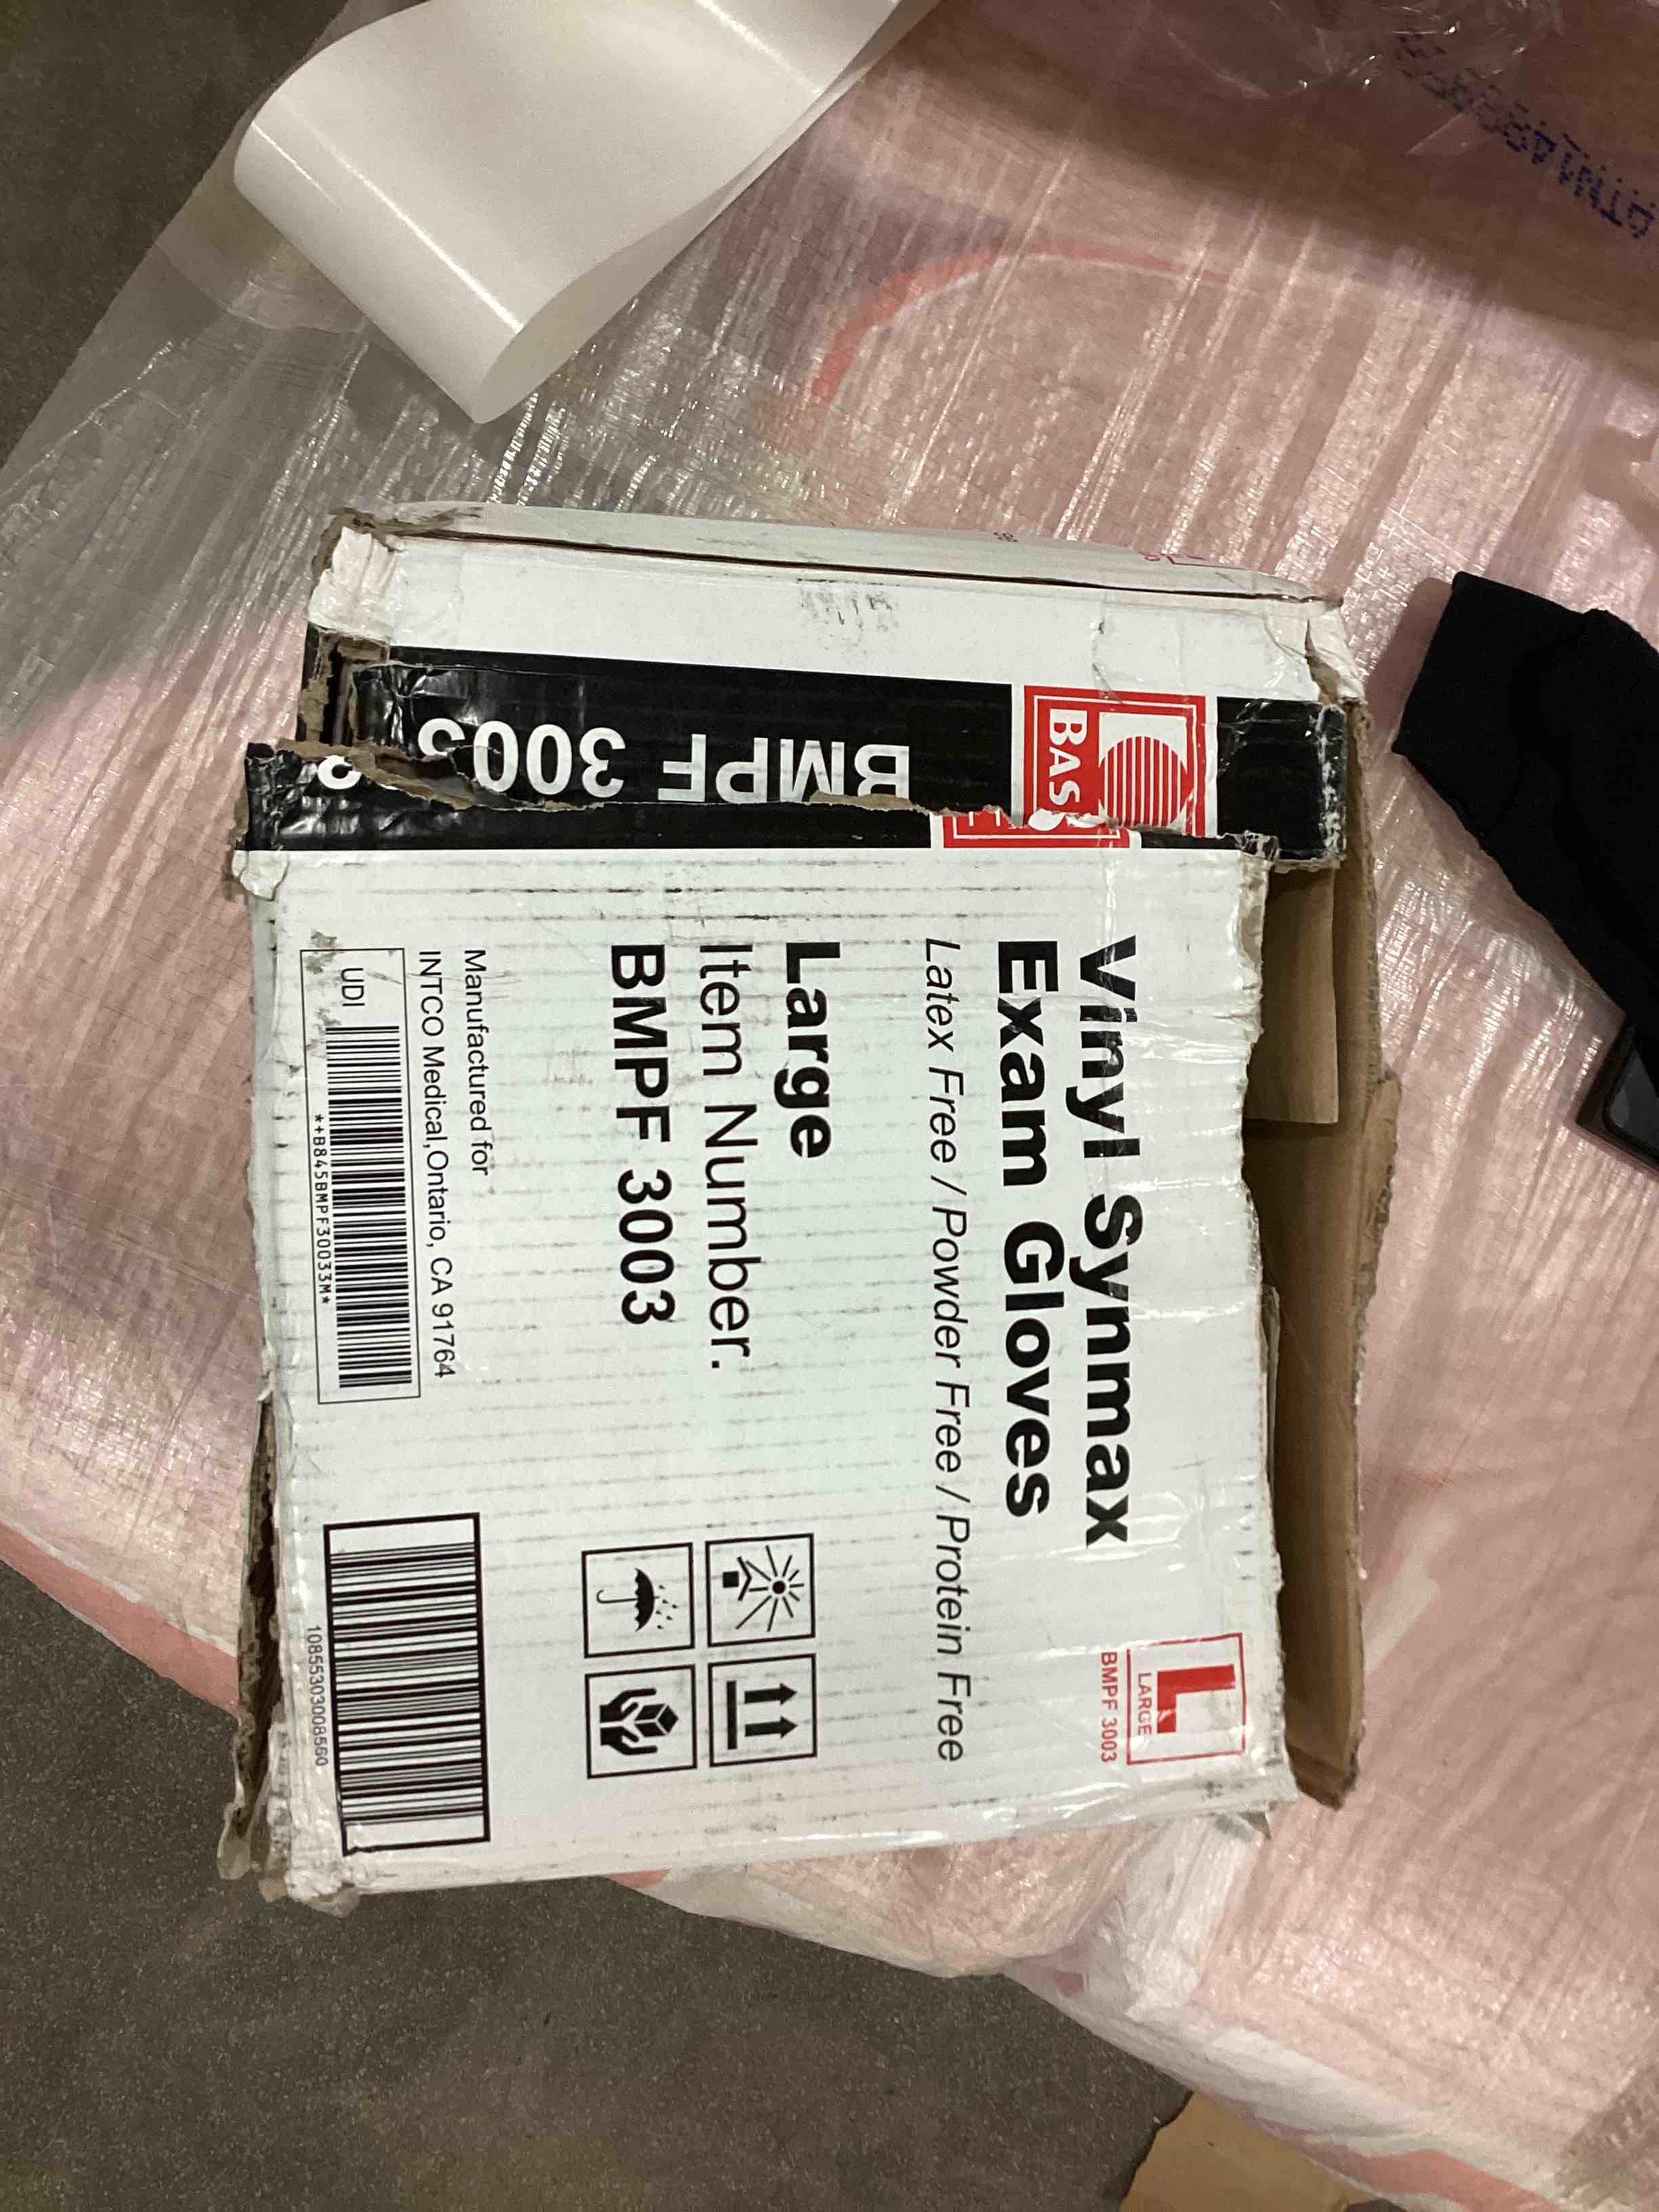 BMPF 3003
BAS
Vinyl Synmax
Exam Gloves
Latex Free / Powder Free / Protein Free
Large
Item Number.
BMPF 3003
Manufactured for
INTCO Medical,Ontario, CA 91764
UDI
*+B845BMPF30033M*
L
LARGE
BMPF 3003
10855303008560